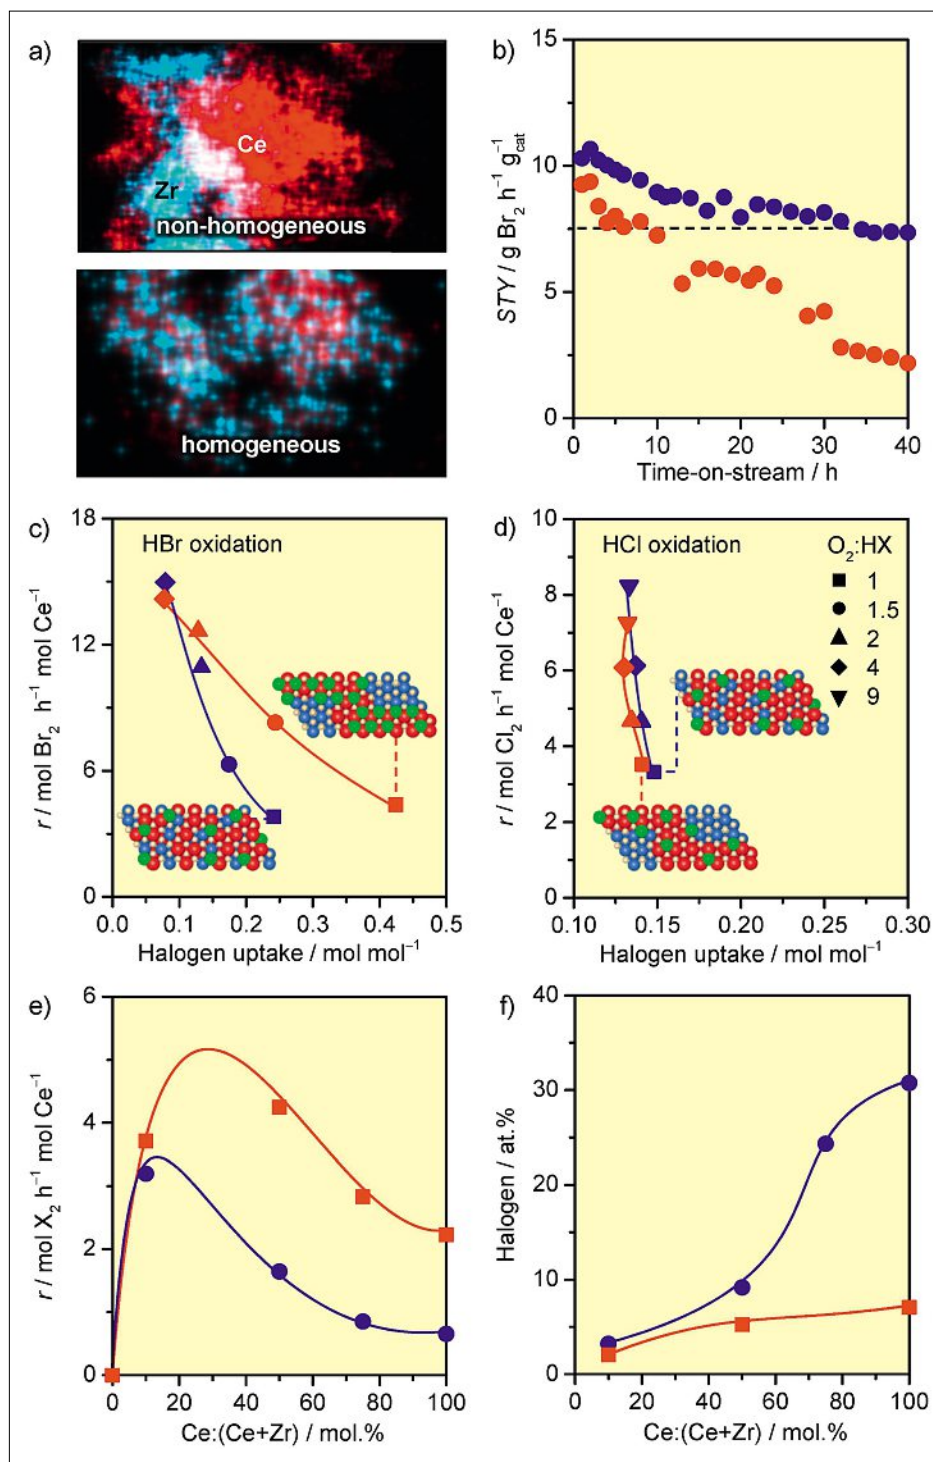 a)
Ce
Zr
non-homogeneous
homogeneous
b)
15
10
5
0
STY / g Br₂ h⁻¹ g⁻¹cat
0 10 20 30 40
Time-on-stream / h
c)
HBr oxidation
18
12
6
0
r / mol Br₂ h⁻¹ mol Ce⁻¹
0.0 0.1 0.2 0.3 0.4 0.5
Halogen uptake / mol mol⁻¹
d)
HCl oxidation
O₂:HX
1
1.5
2
4
9
10
8
6
4
2
0
r / mol Cl₂ h⁻¹ mol Ce⁻¹
0.10 0.15 0.20 0.25 0.30
Halogen uptake / mol mol⁻¹
e)
6
4
2
0
r / mol X₂ h⁻¹ mol Ce⁻¹
0 20 40 60 80 100
Ce:(Ce+Zr) / mol.%
f)
40
30
20
10
0
Halogen / at.%
0 20 40 60 80 100
Ce:(Ce+Zr) / mol.%